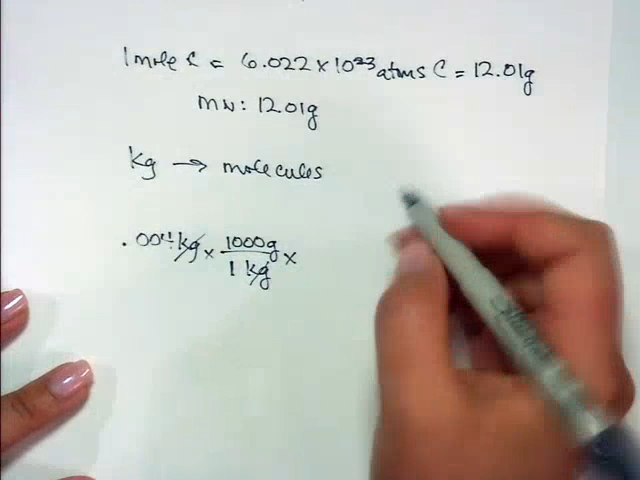 1 mole C = 6.022 × 10²³ atoms C = 12.01g
MW: 12.01g
kg → molecules
.004 kg × 1000g / 1 kg ×